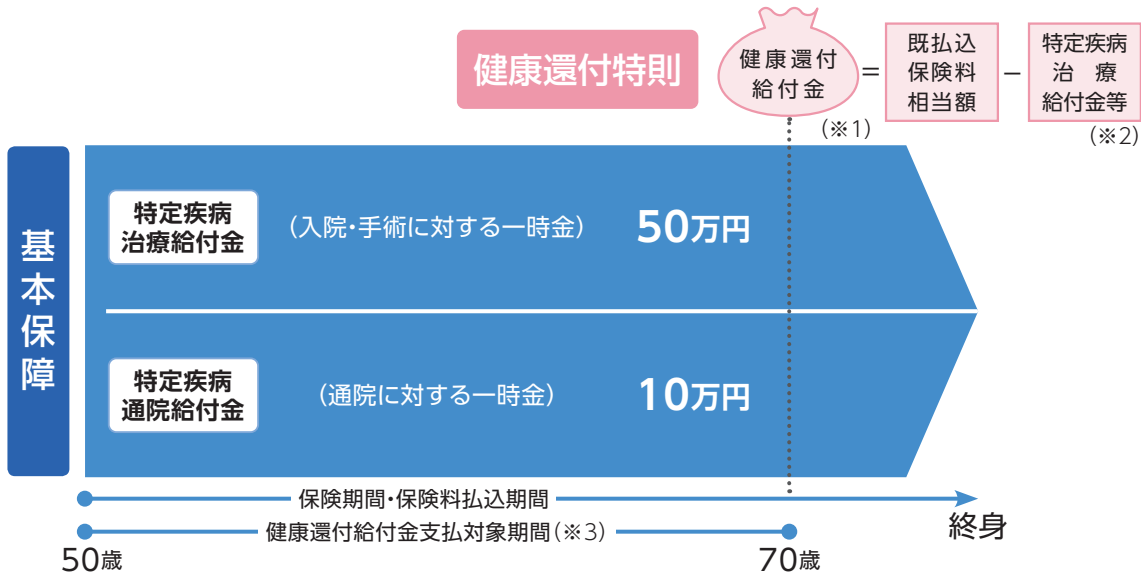 健康還付特則
健康還付
給付金
(※1)
=
既払込
保険料
相当額
−
特定疾病
治 療
給付金等
(※2)
基本保障
特定疾病
治療給付金
(入院・手術に対する一時金)
50万円
特定疾病
通院給付金
(通院に対する一時金)
10万円
保険期間・保険料払込期間
健康還付給付金支払対象期間(※3)
終身
50歳
70歳